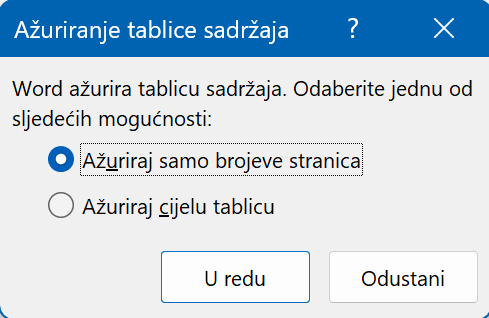 Ažuriranje tablice sadržaja ?
Word ažurira tablicu sadržaja. Odaberite jednu od
sljedećih mogućnosti:
Ažuriraj samo brojeve stranica
Ažuriraj cijelu tablicu
U redu Odustani